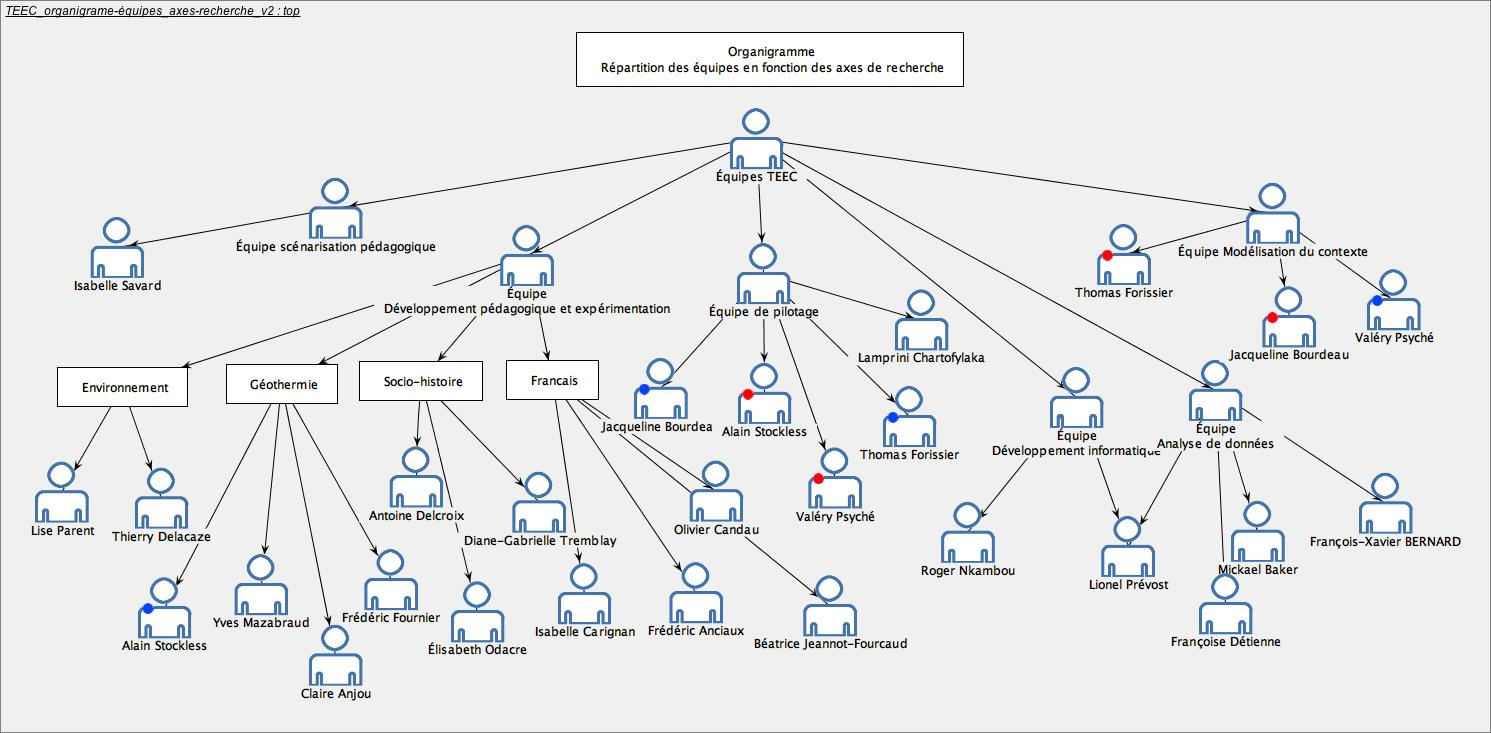 TEEC_organigrame-équipes_axes-recherche_v2 : top
Organigramme
Répartition des équipes en fonction des axes de recherche
Équipes TEEC
Équipe scénarisation pédagogique
Isabelle Savard
Équipe
Développement pédagogique et expérimentation
Équipe de pilotage
Équipe Modélisation du contexte
Thomas Forissier
Jacqueline Bourdeau
Valéry Psyché
Lamprini Chartofylaka
Environnement
Géothermie
Socio-histoire
Francais
Jacqueline Bourdea
Alain Stockless
Thomas Forissier
Valéry Psyché
Équipe
Développement informatique
Équipe
Analyse de données
Lise Parent
Thierry Delacaze
Antoine Delcroix
Diane-Gabrielle Tremblay
Olivier Candau
Roger Nkambou
Lionel Prévost
Mickael Baker
François-Xavier BERNARD
Alain Stockless
Yves Mazabraud
Frédéric Fournier
Claire Anjou
Élisabeth Odacre
Isabelle Carignan
Frédéric Anciaux
Béatrice Jeannot-Fourcaud
Françoise Détienne